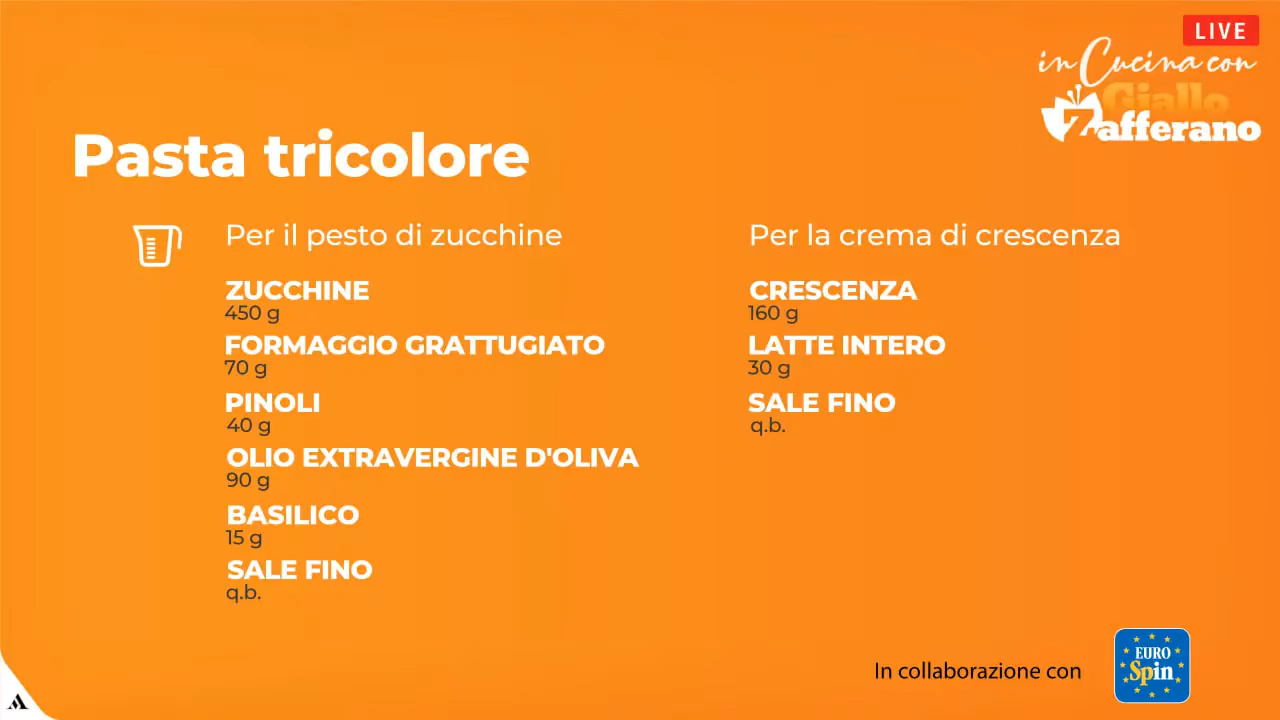 LIVE
in Cucina con
Giallo
Zafferano
Pasta tricolore
Per il pesto di zucchine
ZUCCHINE
450 g
FORMAGGIO GRATTUGIATO
70 g
PINOLI
40 g
OLIO EXTRAVERGINE D'OLIVA
90 g
BASILICO
15 g
SALE FINO
q.b.
Per la crema di crescenza
CRESCENZA
160 g
LATTE INTERO
30 g
SALE FINO
q.b.
In collaborazione con
EURO
Spin